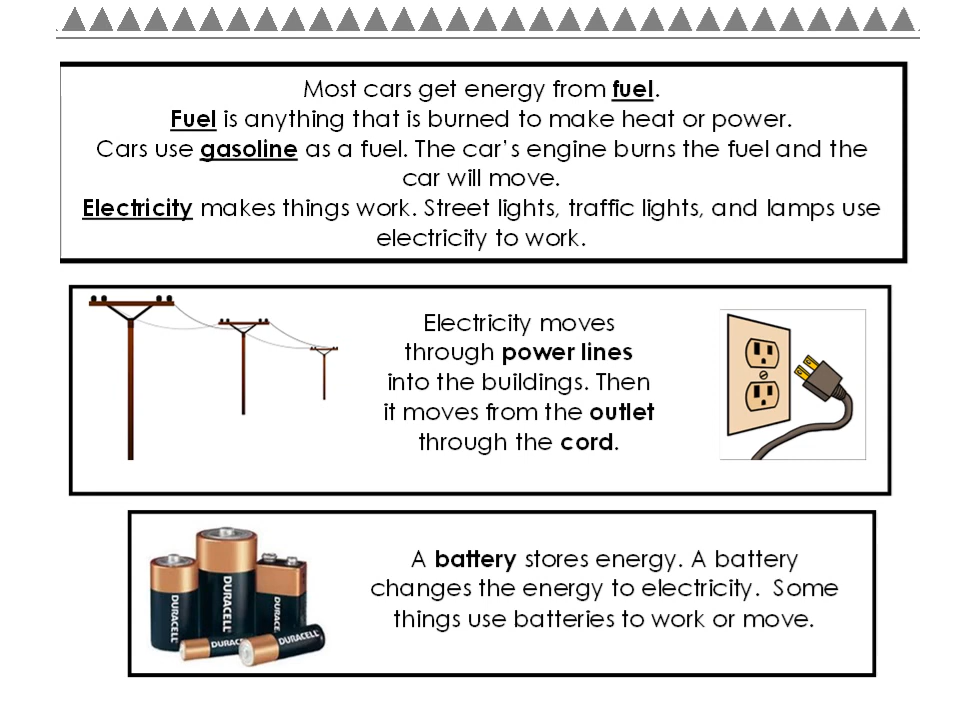 Most cars get energy from fuel.
Fuel is anything that is burned to make heat or power.
Cars use gasoline as a fuel. The car's engine burns the fuel and the
car will move.
Electricity makes things work. Street lights, traffic lights, and lamps use
electricity to work.
Electricity moves
through power lines
into the buildings. Then
it moves from the outlet
through the cord.
DURACELL
DURACELL
DURACELL
DURACELL
A battery stores energy. A battery
changes the energy to electricity. Some
things use batteries to work or move.